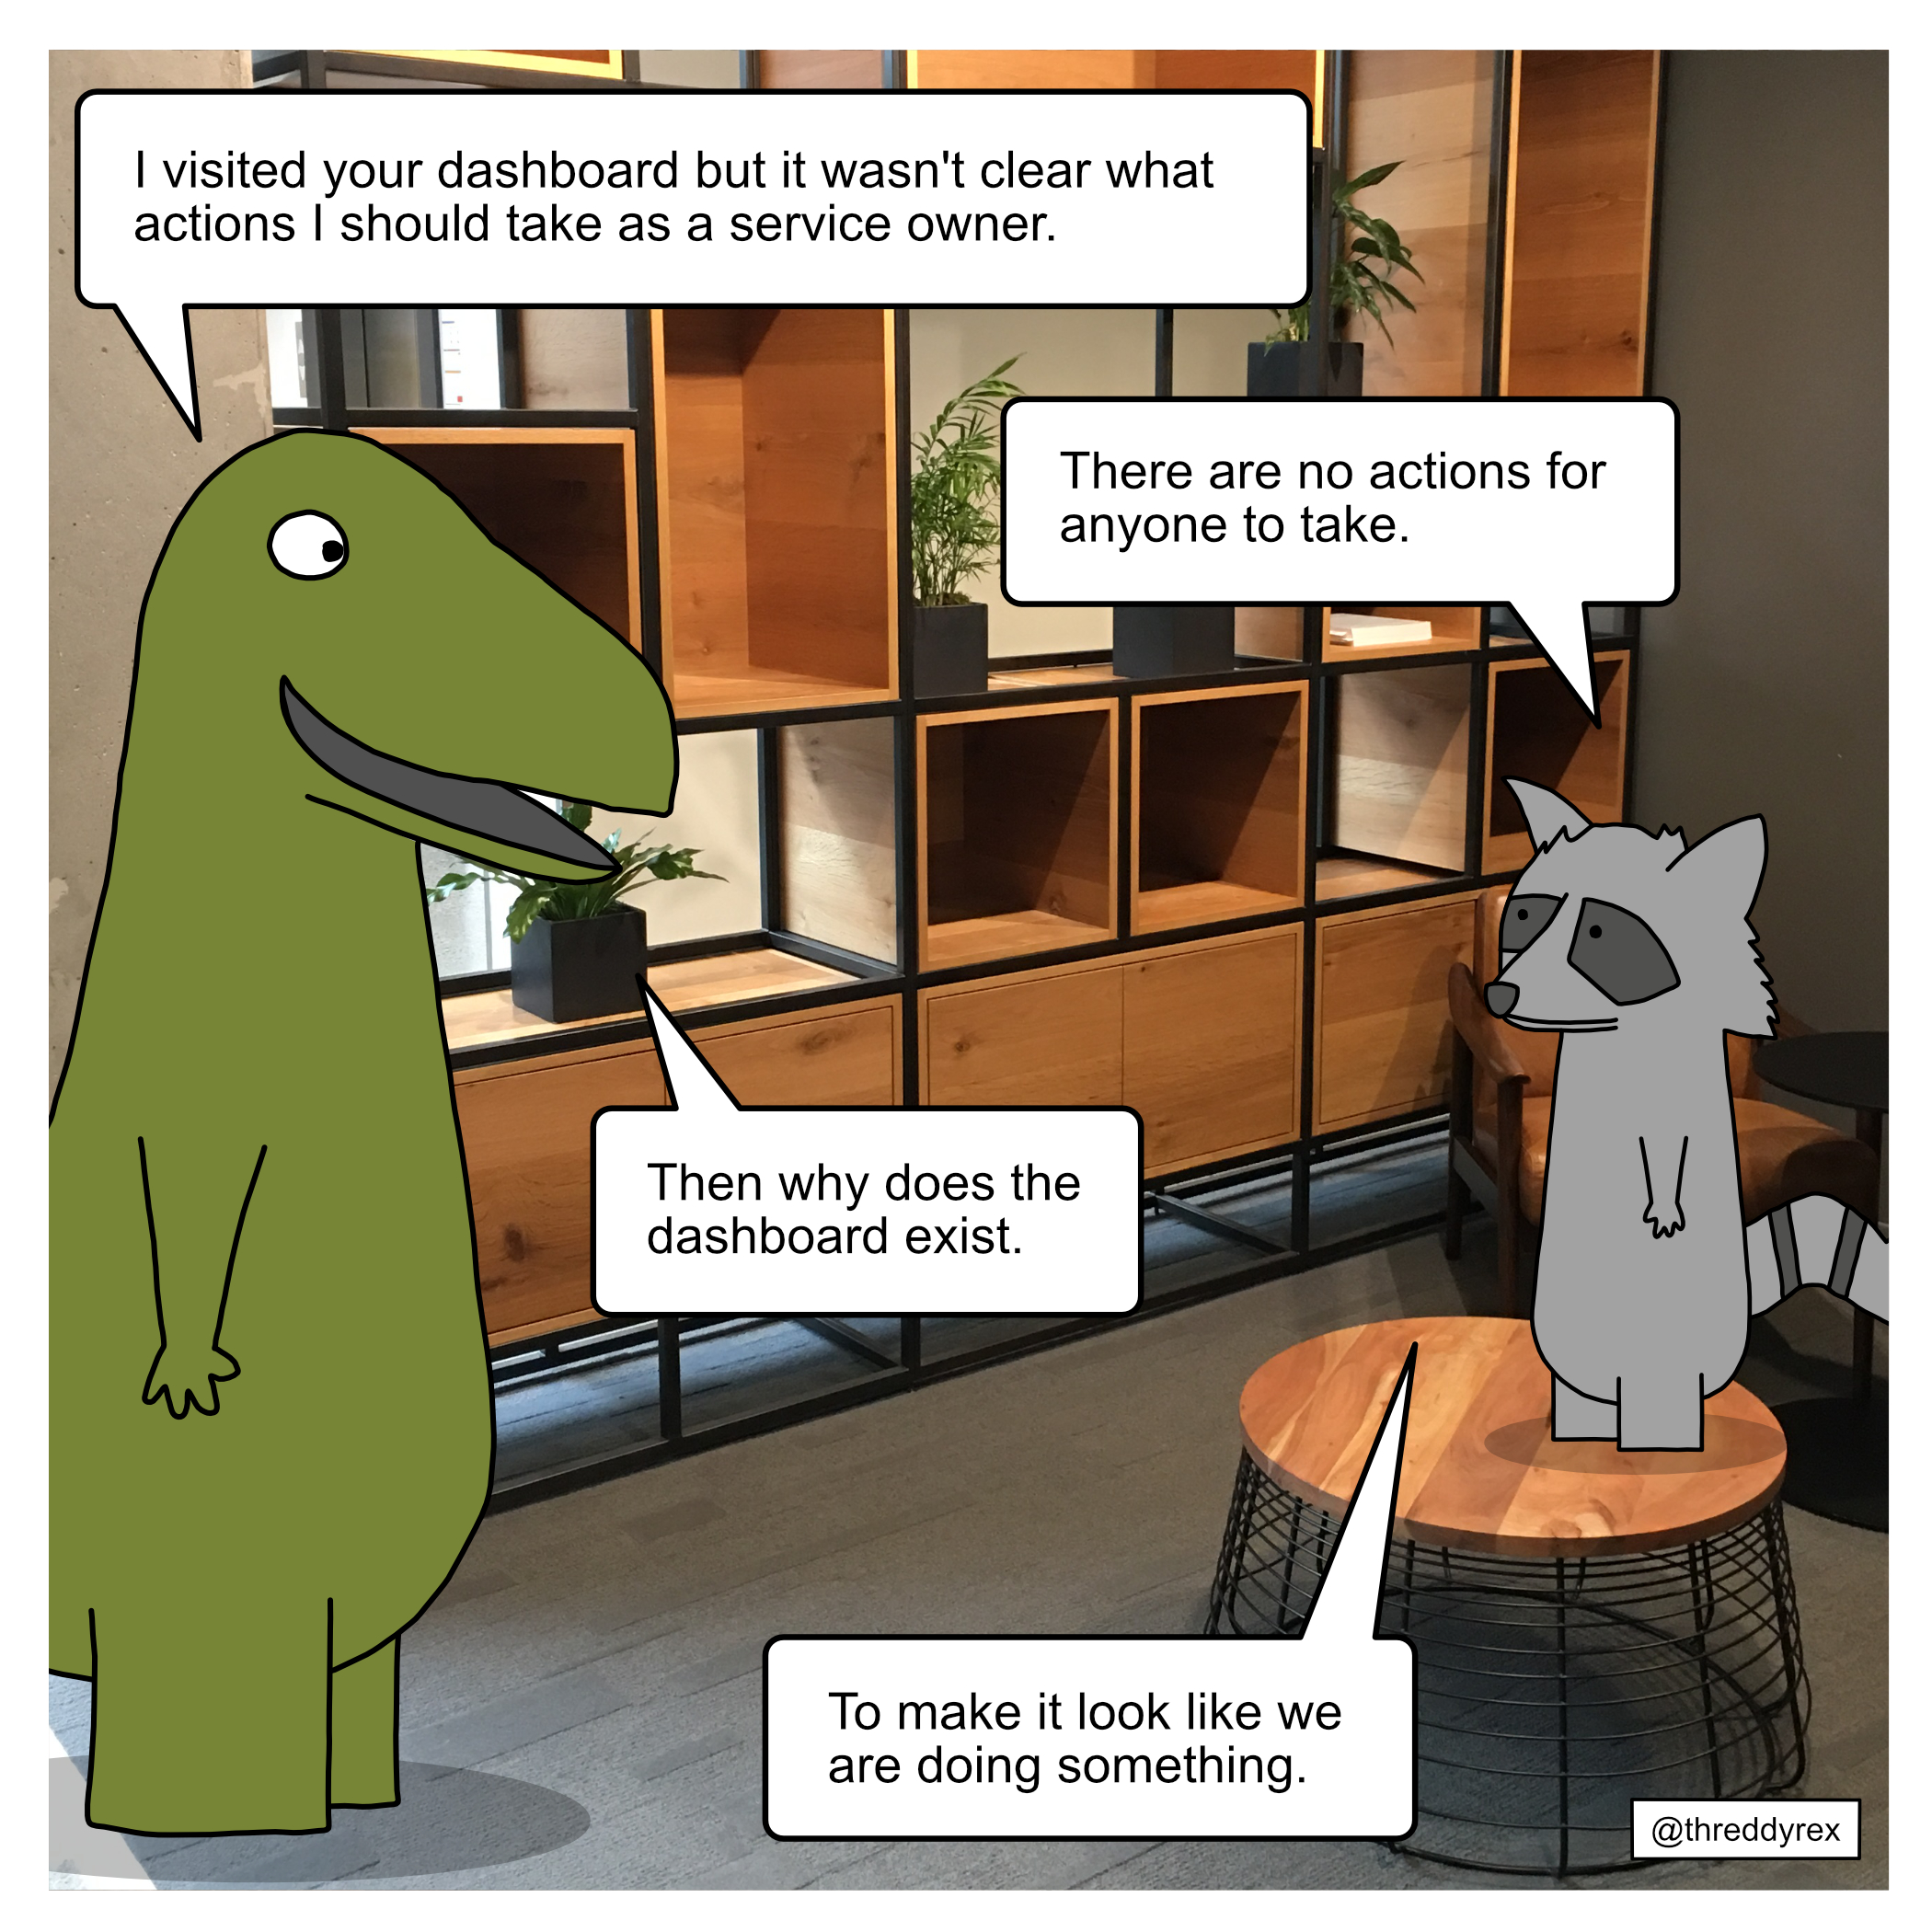 I visited your dashboard but it wasn't clear what
actions I should take as a service owner.
There are no actions for
anyone to take.
Then why does the
dashboard exist.
To make it look like we
are doing something.
@threddyrex